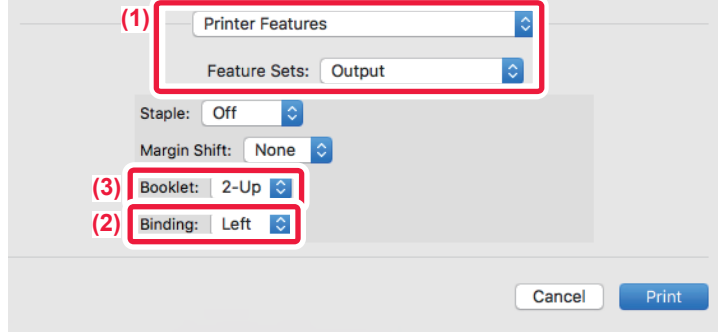 (1) Printer Features
Feature Sets: Output
Staple: Off
Margin Shift: None
(3) Booklet: 2-Up
(2) Binding: Left
Cancel Print